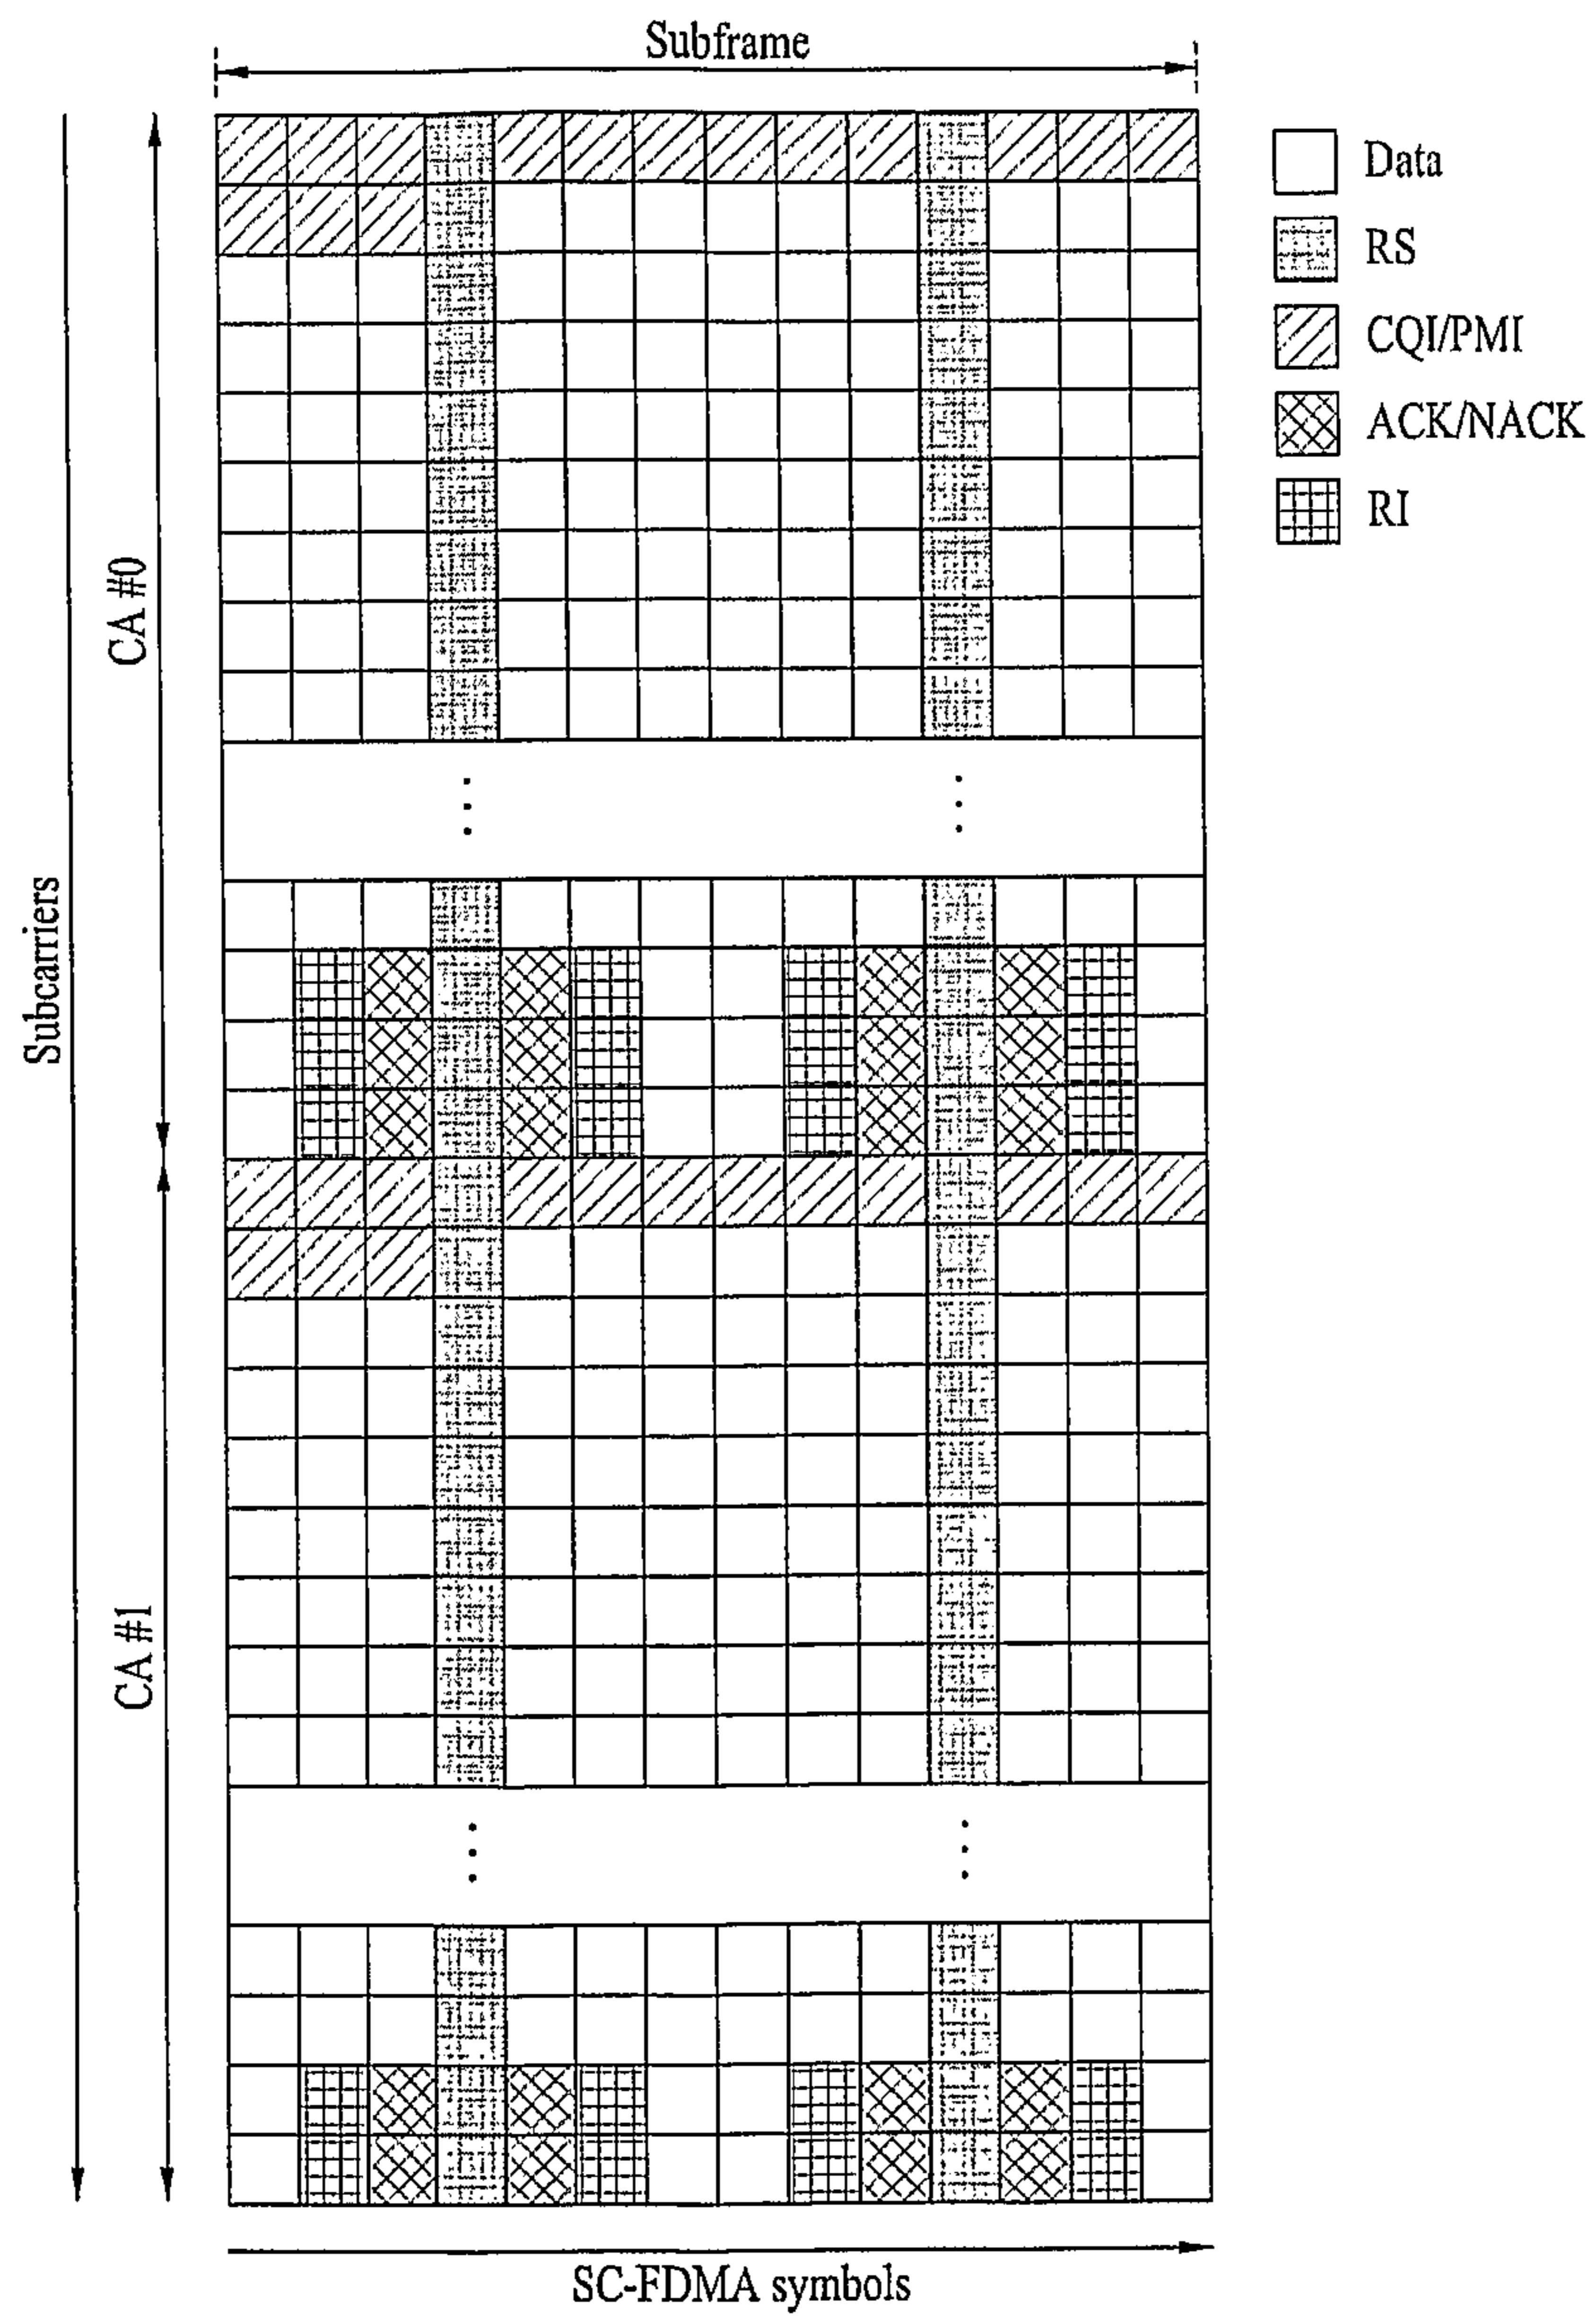 Subframe
Data
RS
CQI/PMI
ACK/NACK
RI
CA #0
Subcarriers
CA #1
SC-FDMA symbols